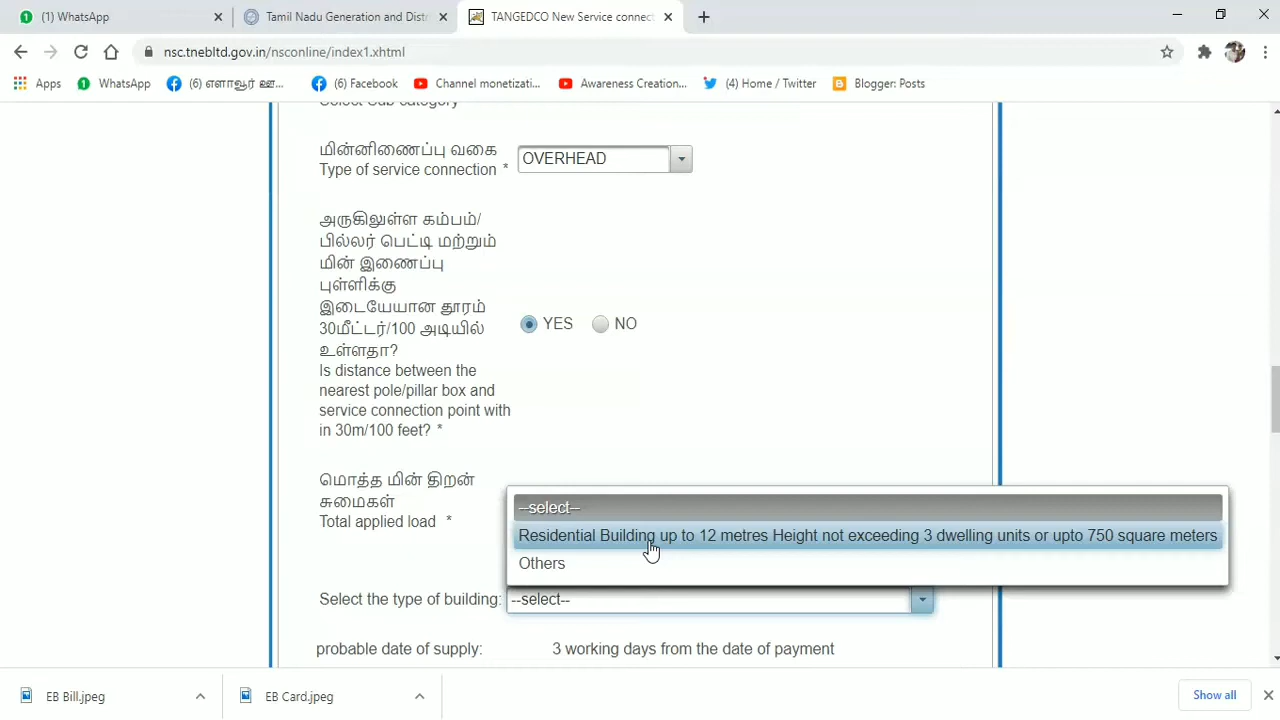 (1) WhatsApp
Tamil Nadu Generation and Distr
TANGEDCO New Service connect
nsc.tnebltd.gov.in/nsconline/index1.xhtml
Apps
WhatsApp
(6) எளாவூர் ஊ...
(6) Facebook
Channel monetizati...
Awareness Creation...
(4) Home / Twitter
Blogger: Posts
Select Sub category
மின்னிணைப்பு வகை
Type of service connection *
OVERHEAD
அருகிலுள்ள கம்பம்/
பில்லர் பெட்டி மற்றும்
மின் இணைப்பு
புள்ளிக்கு
இடையேயான தூரம்
30மீட்டர்/100 அடியில்
உள்ளதா?
Is distance between the
nearest pole/pillar box and
service connection point with
in 30m/100 feet? *
YES
NO
மொத்த மின் திறன்
சுமைகள்
Total applied load *
--select--
Residential Building up to 12 metres Height not exceeding 3 dwelling units or upto 750 square meters
Others
Select the type of building:
--select--
probable date of supply:
3 working days from the date of payment
EB Bill.jpeg
EB Card.jpeg
Show all